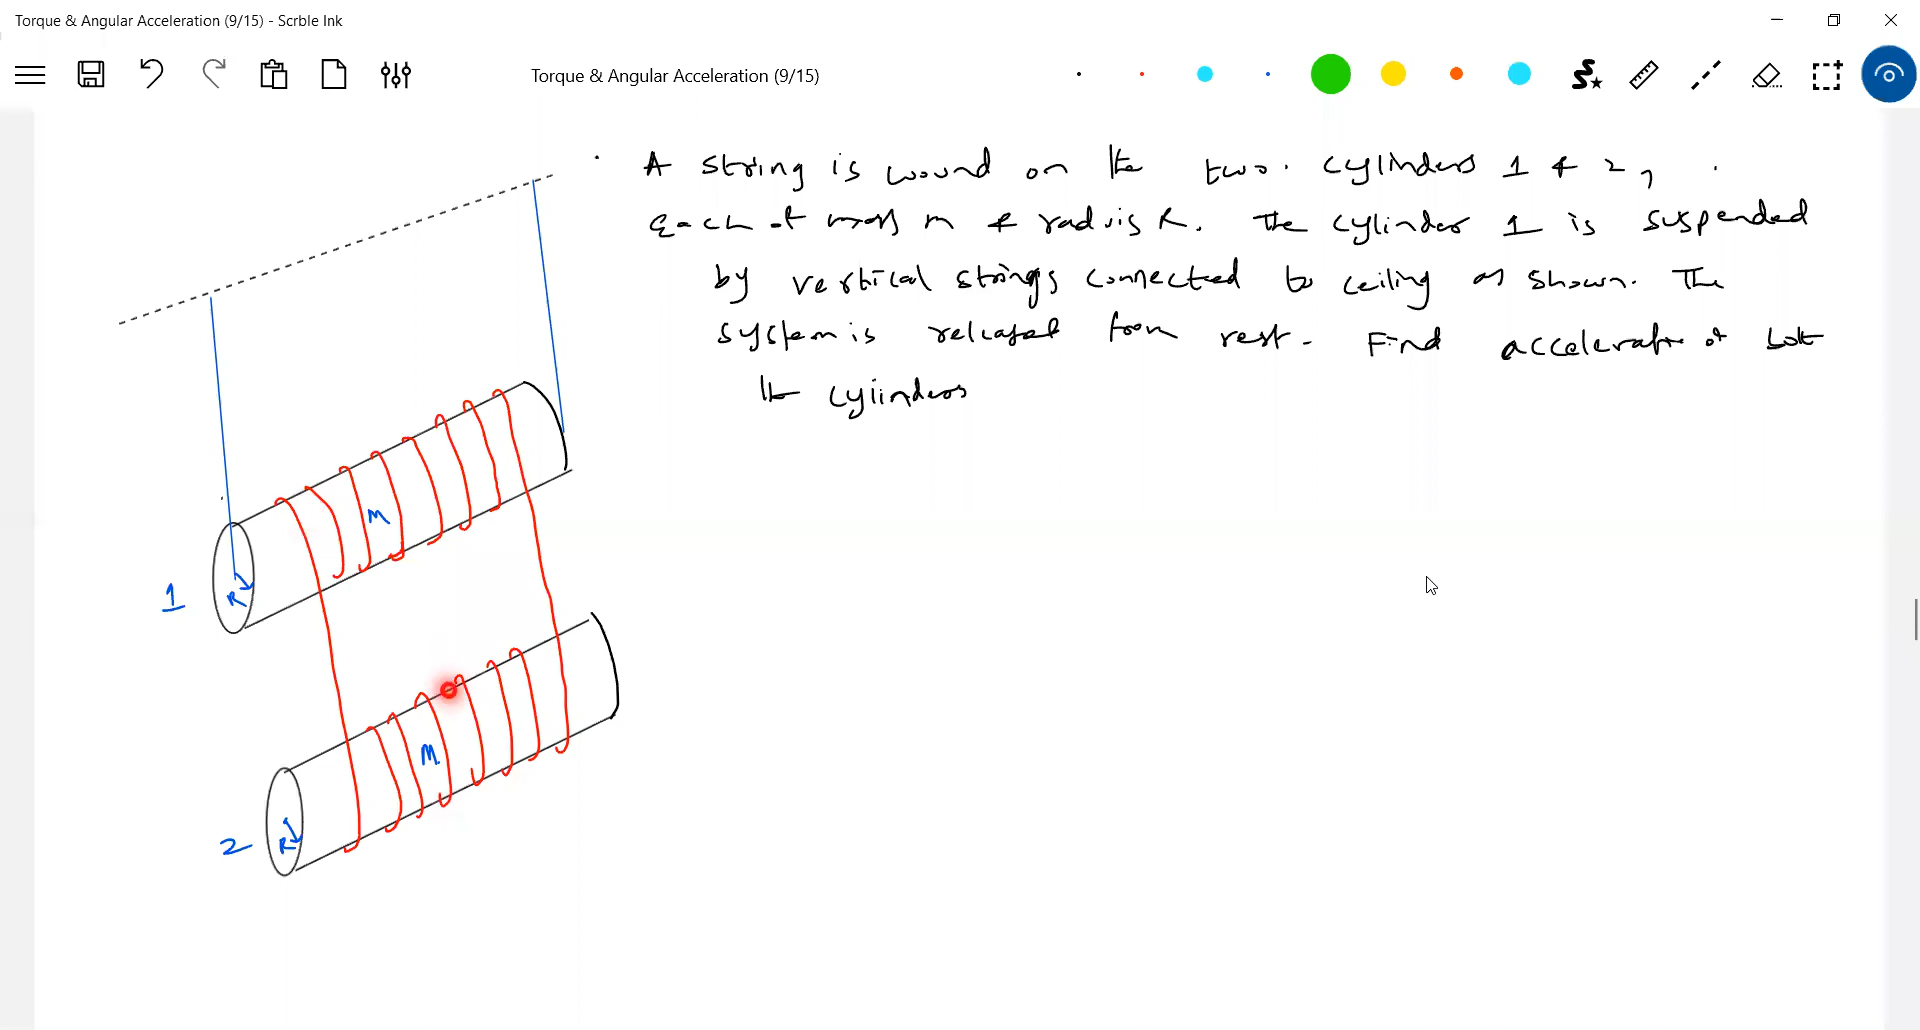 Torque & Angular Acceleration (9/15) - Scrble Ink
Torque & Angular Acceleration (9/15)
A string is wound on the two cylinders 1 & 2,
Each of mass m & radius R. The cylinder 1 is suspended
by vertical strings connected to ceiling as shown. The
system is released from rest. Find acceleration of both
the cylinders
M
1
R
M
2
R